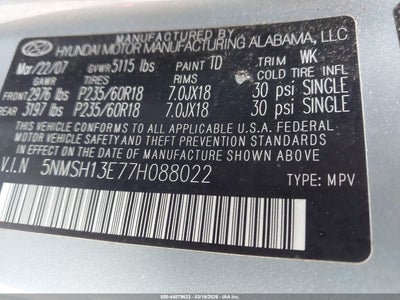 MANUFACTURED BY
HYUNDAI MOTOR MANUFACTURING ALABAMA, LLC
Mar/22/07 GVWR 5115 lbs PAINT TD TRIM WK
TIRES RIMS COLD TIRE INFL
FRONT 2976 lbs P235/60R18 7.0JX18 30 psi SINGLE
REAR 3197 lbs P235/60R18 7.0JX18 30 psi SINGLE
THIS VEHICLE CONFORMS TO ALL APPLICABLE U.S. FEDERAL MOTOR
VEHICLE SAFETY AND THEFT PREVENTION STANDARDS IN EFFECT
ON THE DATE OF MANUFACTURE SHOWN ABOVE.
V.I.N 5NMSH13E77H088022 TYPE: MPV